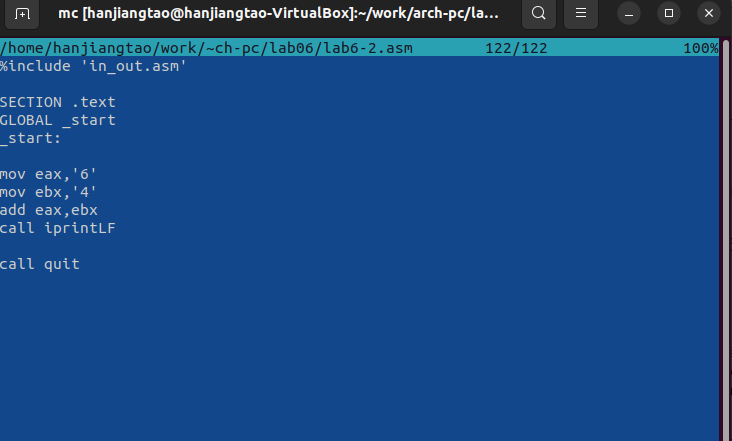 mc [hanjiangtao@hanjiangtao-VirtualBox]:~/work/arch-pc/la...
/home/hanjiangtao/work/~ch-pc/lab06/lab6-2.asm 122/122 100%
%include 'in_out.asm'
SECTION .text
GLOBAL _start
_start:
mov eax,'6'
mov ebx,'4'
add eax,ebx
call iprintLF
call quit